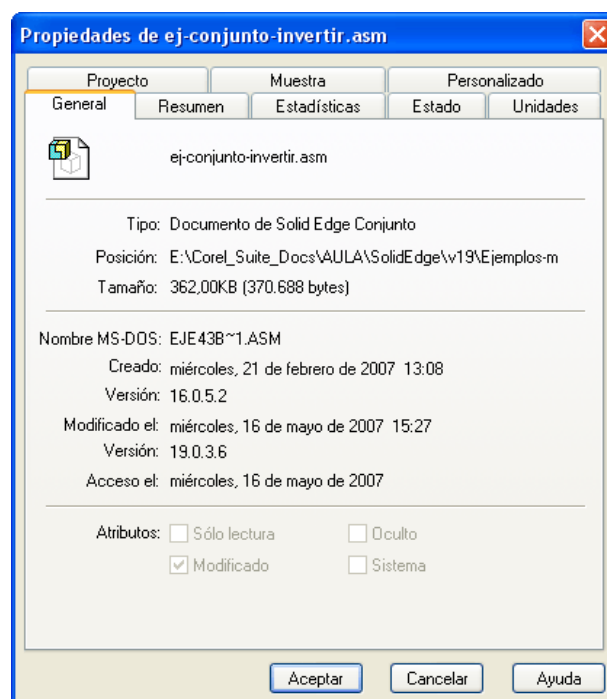 Propiedades de ej-conjunto-invertir.asm
Proyecto Muestra Personalizado
General Resumen Estadísticas Estado Unidades
ej-conjunto-invertir.asm
Tipo: Documento de Solid Edge Conjunto
Posición: E:\Corel_Suite_Docs\AULA\SolidEdge\v19\Ejemplos-m
Tamaño: 362,00KB (370.688 bytes)
Nombre MS-DOS: EJE43B~1.ASM
Creado: miércoles, 21 de febrero de 2007 13:08
Versión: 16.0.5.2
Modificado el: miércoles, 16 de mayo de 2007 15:27
Versión: 19.0.3.6
Acceso el: miércoles, 16 de mayo de 2007
Atributos: Sólo lectura Oculto
Modificado Sistema
Aceptar Cancelar Ayuda